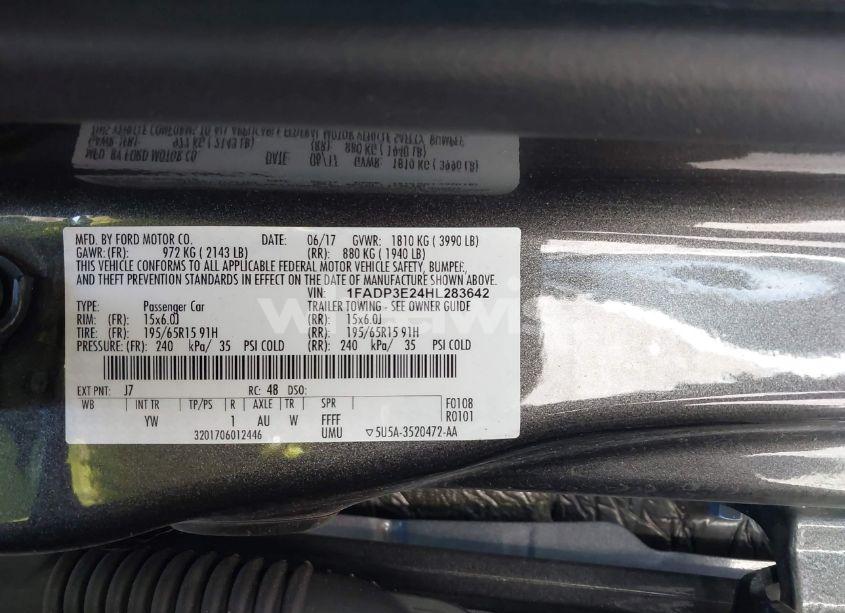 MFD. BY FORD MOTOR CO. DATE: 06/17 GVWR: 1810 KG ( 3990 LB)
GAWR: (FR): 972 KG ( 2143 LB) (RR): 880 KG ( 1940 LB)
THIS VEHICLE CONFORMS TO ALL APPLICABLE FEDERAL MOTOR VEHICLE SAFETY, BUMPER,
AND THEFT PREVENTION STANDARDS IN EFFECT ON THE DATE OF MANUFACTURE SHOWN ABOVE.
VIN: 1FADP3E24HL283642
TYPE: Passenger Car TRAILER TOWING - SEE OWNER GUIDE
RIM: (FR): 15x6.0J (RR): 15x6.0J
TIRE: (FR): 195/65R15 91H (RR): 195/65R15 91H
PRESSURE: (FR): 240 kPa/ 35 PSI COLD (RR): 240 kPa/ 35 PSI COLD
EXT PNT: J7 RC: 48 DSO:
WB INT TR TP/PS R AXLE TR SPR F0108
YW 1 AU W FFFF R0101
3201706012446 UMU ▽5U5A-3520472-AA